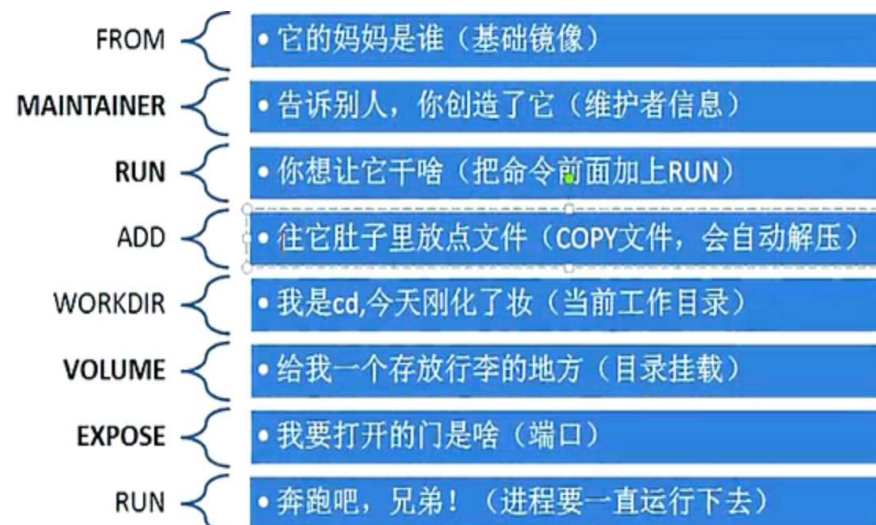 FROM • 它的妈妈是谁（基础镜像）
MAINTAINER • 告诉别人，你创造了它（维护者信息）
RUN • 你想让它干啥（把命令前面加上RUN）
ADD • 往它肚子里放点文件（COPY文件，会自动解压）
WORKDIR • 我是cd,今天刚化了妆（当前工作目录）
VOLUME • 给我一个存放行李的地方（目录挂载）
EXPOSE • 我要打开的门是啥（端口）
RUN • 奔跑吧，兄弟！（进程要一直运行下去）